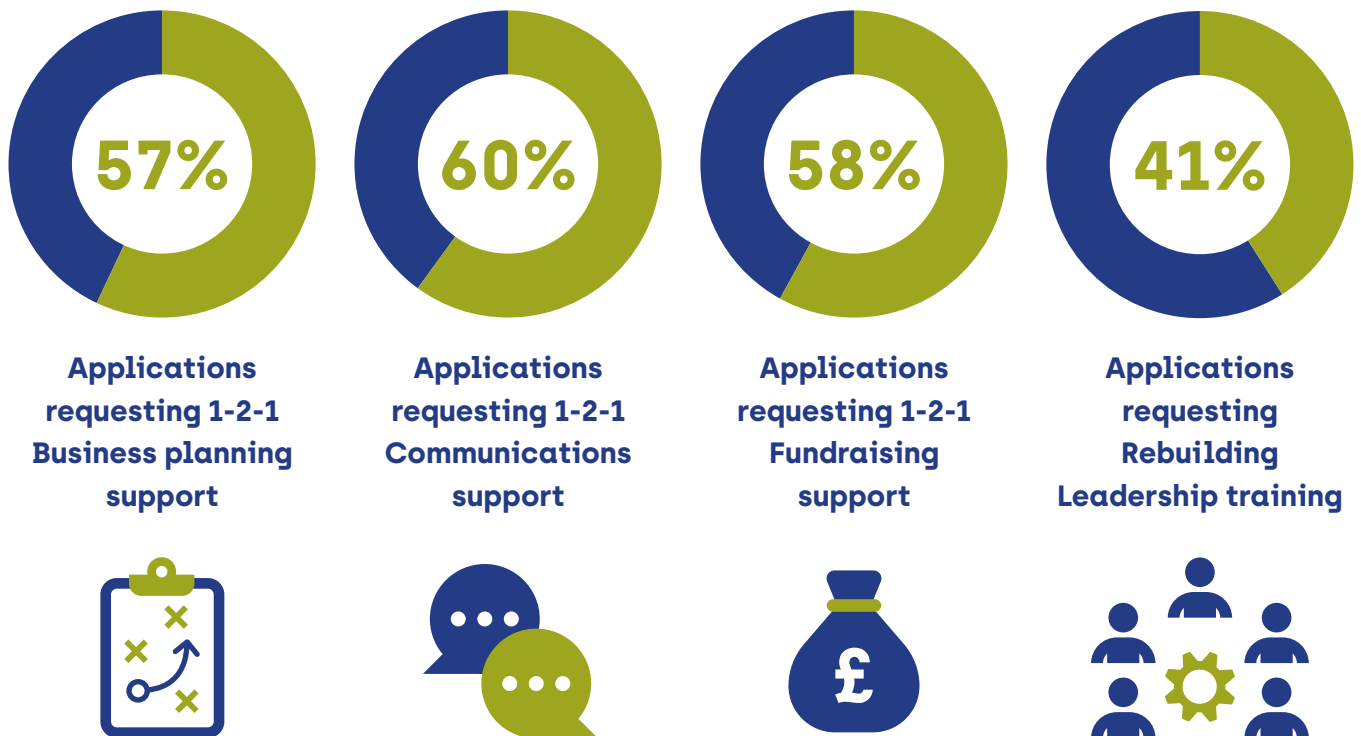 57%
Applications
requesting 1-2-1
Business planning
support
60%
Applications
requesting 1-2-1
Communications
support
58%
Applications
requesting 1-2-1
Fundraising
support
£
41%
Applications
requesting
Rebuilding
Leadership training